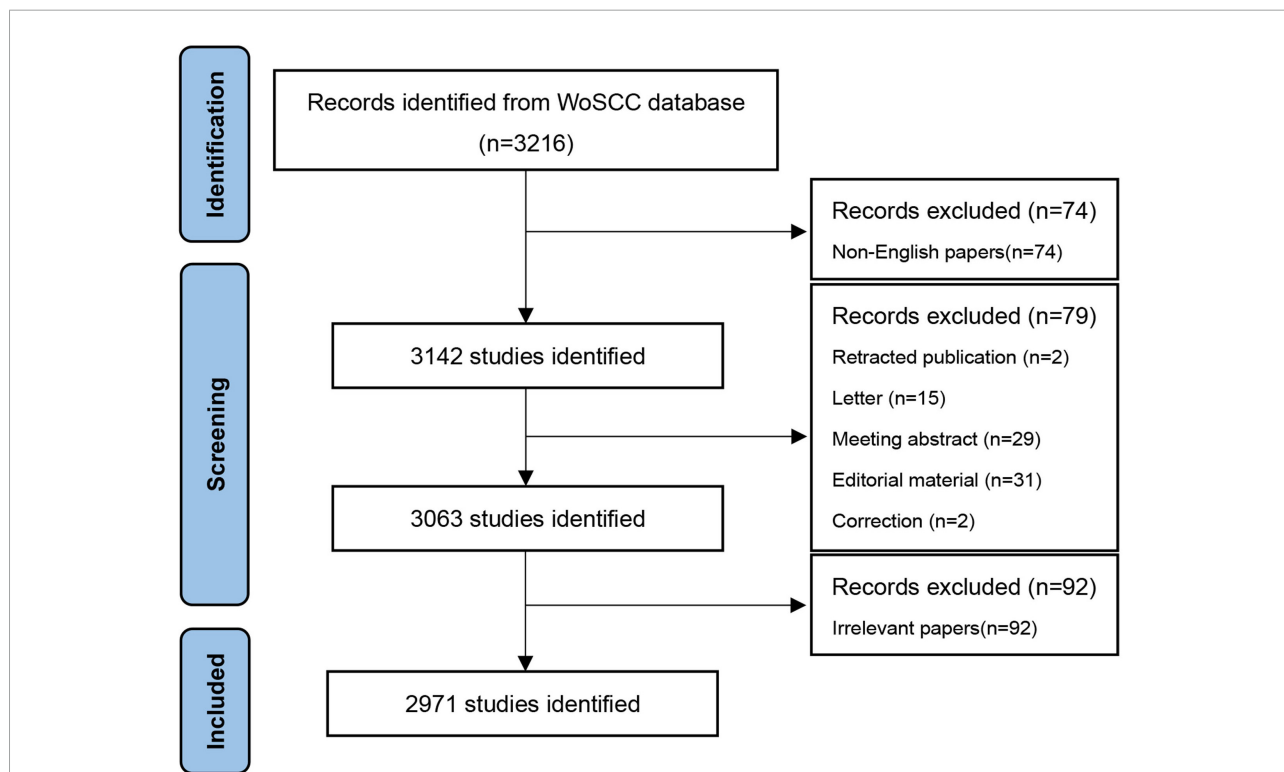 Identification
Records identified from WoSCC database
(n=3216)
Records excluded (n=74)
Non-English papers(n=74)
Screening
3142 studies identified
Records excluded (n=79)
Retracted publication (n=2)
Letter (n=15)
Meeting abstract (n=29)
Editorial material (n=31)
Correction (n=2)
3063 studies identified
Records excluded (n=92)
Irrelevant papers(n=92)
Included
2971 studies identified